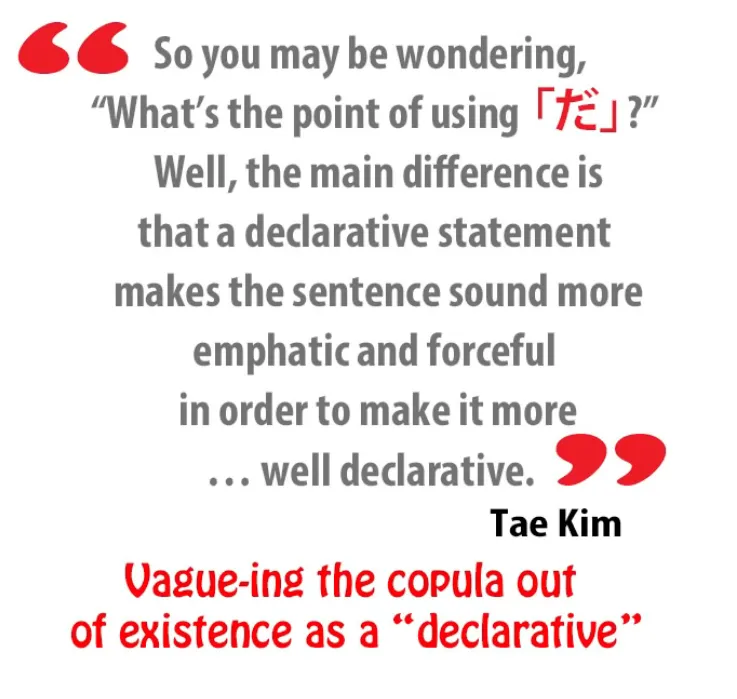 “ So you may be wondering,
“What’s the point of using 「だ」?”
Well, the main difference is
that a declarative statement
makes the sentence sound more
emphatic and forceful
in order to make it more
… well declarative. ”
Tae Kim
Vague-ing the copula out
of existence as a “declarative”